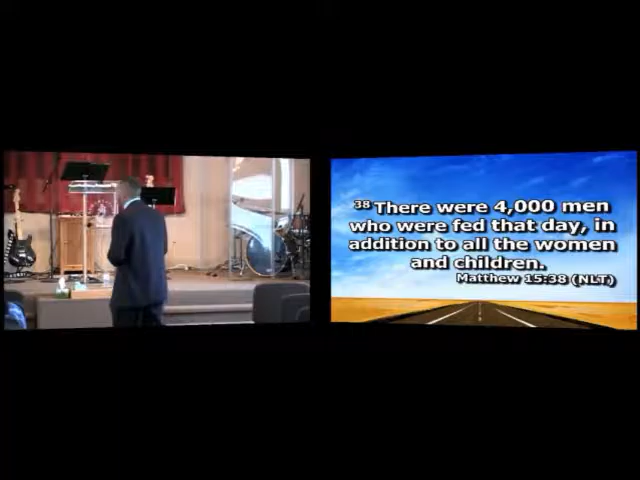 38 There were 4,000 men
who were fed that day, in
addition to all the women
and children.
Matthew 15:38 (NLT)